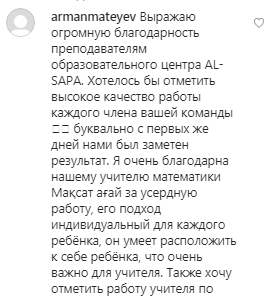 armanmateyev Выражаю
огромную благодарность
преподавателям
образовательного центра AL-
SAPA. Хотелось бы отметить
высокое качество работы
каждого члена вашей команды
буквально с первых же
дней нами был заметен
результат. Я очень благодарна
нашему учителю математики
Мақсат ағай за усердную
работу, его подход
индивидуальный для каждого
ребёнка, он умеет расположить
к себе ребёнка, что очень
важно для учителя. Также хочу
отметить работу учителя по